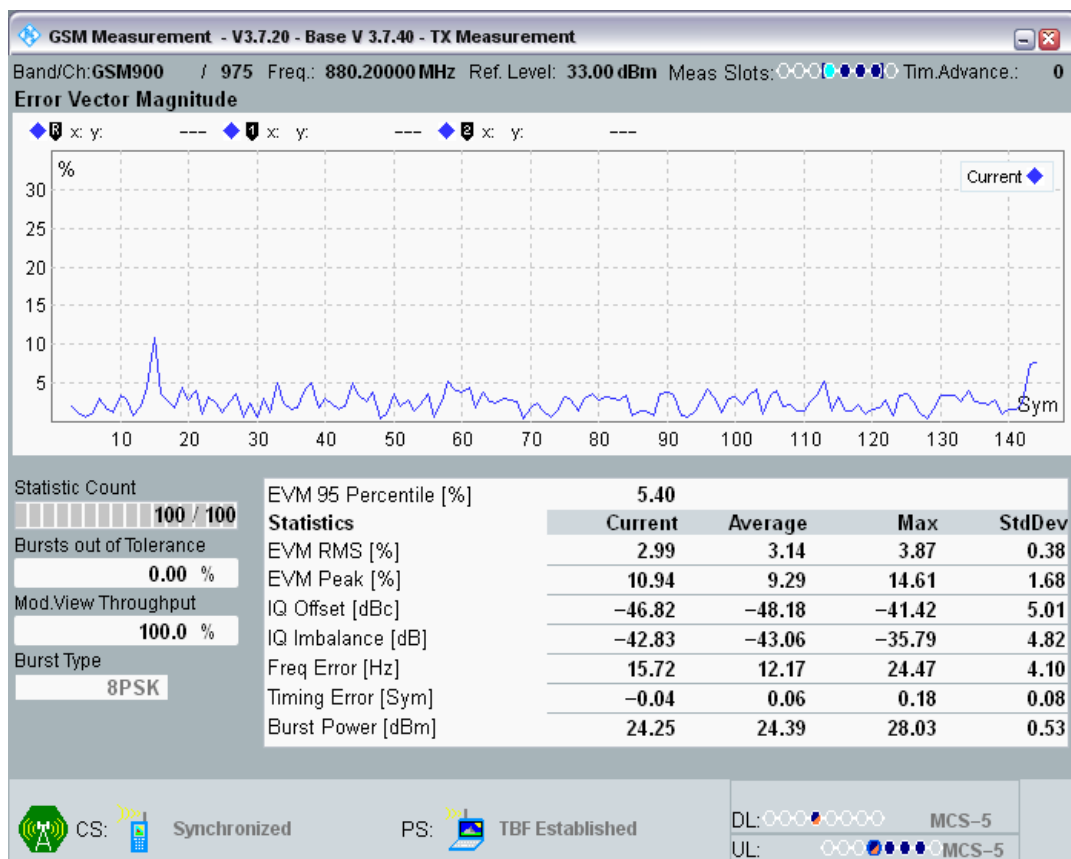 GSM Measurement - V3.7.20 - Base V 3.7.40 - TX Measurement
Band/Ch:GSM900 / 975 Freq.: 880.20000 MHz Ref. Level: 33.00 dBm Meas Slots: Tim.Advance.: 0
Error Vector Magnitude
R x: y: --- 1 x: y: --- 2 x: y: ---
%
Current
30
25
20
15
10
5
Sym
10 20 30 40 50 60 70 80 90 100 110 120 130 140
Statistic Count
100 / 100
Bursts out of Tolerance
0.00 %
Mod.View Throughput
100.0 %
Burst Type
8PSK
EVM 95 Percentile [%] 5.40
Statistics Current Average Max StdDev
EVM RMS [%] 2.99 3.14 3.87 0.38
EVM Peak [%] 10.94 9.29 14.61 1.68
IQ Offset [dBc] −46.82 −48.18 −41.42 5.01
IQ Imbalance [dB] −42.83 −43.06 −35.79 4.82
Freq Error [Hz] 15.72 12.17 24.47 4.10
Timing Error [Sym] −0.04 0.06 0.18 0.08
Burst Power [dBm] 24.25 24.39 28.03 0.53
CS: Synchronized PS: TBF Established
DL: MCS−5
UL: MCS−5